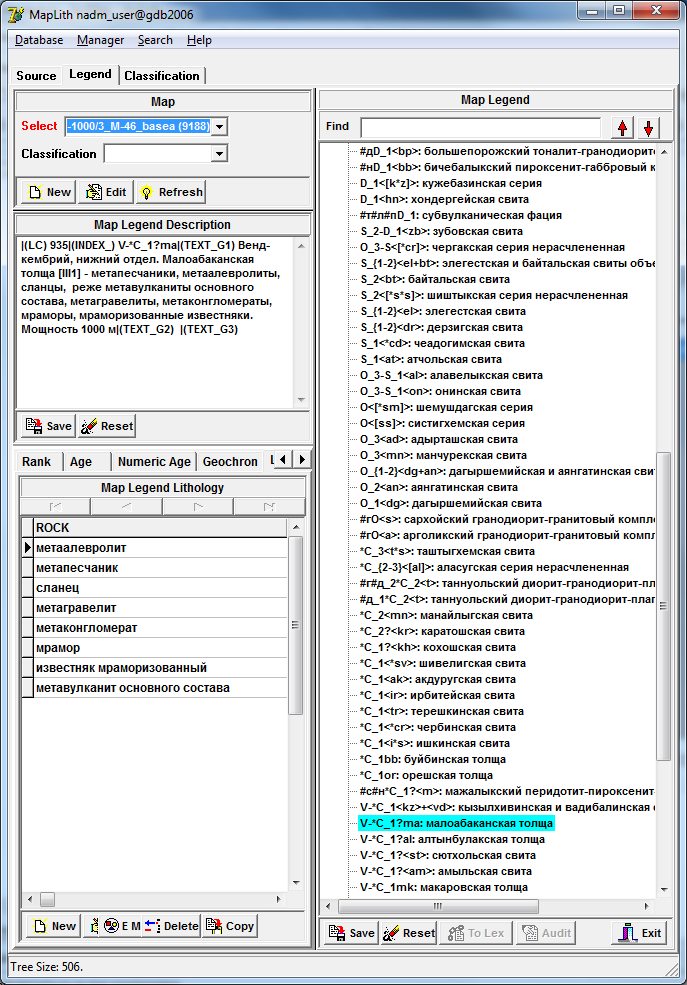 MapLith nadm_user@gdb2006
Database Manager Search Help
Source Legend Classification
Map
Select -1000/3_M-46_basea (9188)
Classification
New Edit Refresh
Map Legend Description
|(LC) 935|(INDEX_) V-*C_1?ma|(TEXT_G1) Венд-
кембрий, нижний отдел. Малоабаканская
толща [III1] - метапесчаники, метаалевролиты,
сланцы, реже метавулканиты основного
состава, метагравелиты, метаконгломераты,
мраморы, мраморизованные известняки.
Мощность 1000 м|(TEXT_G2) |(TEXT_G3)
Save Reset
Rank Age Numeric Age Geochron
Map Legend Lithology
ROCK
метаалевролит
метапесчаник
сланец
метагравелит
метаконгломерат
мрамор
известняк мраморизованный
метавулканит основного состава
New E M Delete Copy
Map Legend
Find
#дD_1<bp>: большепорожский тоналит-гранодиорито
#нD_1<bb>: бичебалыкский пироксенит-габбровый к
D_1<[k*z]>: кужебазинская серия
D_1<hn>: хондергейская свита
#т#л#пD_1: субвулканическая фация
S_2-D_1<zb>: зубовская свита
O_3-S<[*cr]>: чергакская серия нерасчлененная
S_{1-2}<el+bt>: элегестская и байтальская свиты объе
S_2<bt>: байтальская свита
S_2<[*s*s]>: шиштыкская серия нерасчлененная
S_{1-2}<el>: элегестская свита
S_{1-2}<dr>: дерзигская свита
S_1<*cd>: чеадогимская свита
S_1<at>: атчольская свита
O_3-S_1<al>: алавелыкская свита
O_3-S_1<on>: онинская свита
O<[*sm]>: шемушдагская серия
O<[ss]>: систигхемская серия
O_3<ad>: адырташская свита
O_3<mn>: манчурекская свита
O_{1-2}<dg+an>: дагыршемийская и аянгатинская сви
O_2<an>: аянгатинская свита
O_1<dg>: дагыршемийская свита
#гО<s>: сархойский гранодиорит-гранитовый компле
#гО<a>: арголикский гранодиорит-гранитовый компл
*C_3<t*s>: таштыгхемская свита
*C_{2-3}<[al]>: аласугская серия нерасчлененная
#г#д_2*C_2<t>: таннуольский диорит-гранодиорит-пл
#д_1*C_2<t>: таннуольский диорит-гранодиорит-плаг
*C_2<mn>: манайлыгская свита
*C_2?<kr>: каратошская свита
*C_1?<kh>: кохошская свита
*C_1<*sv>: шивелигская свита
*C_1<ak>: акдуругская свита
*C_1<ir>: ирбитейская свита
*C_1<tr>: терешкинская свита
*C_1<*cr>: чербинская свита
*C_1<i*s>: ишкинская свита
*C_1bb: буйбинская толща
*C_1or: орешская толща
#с#н*C_1?<m>: мажалыкский перидотит-пироксенит-
V-*C_1<kz>+<vd>: кызылхивинская и вадибалинская с
V-*C_1?ma: малоабаканская толща
V-*C_1?al: алтынбулакская толща
V-*C_1?<st>: сютхольская свита
V-*C_1?<am>: амыльская свита
V-*C_1mk: макаровская толща
Save Reset To Lex Audit Exit
Tree Size: 506.